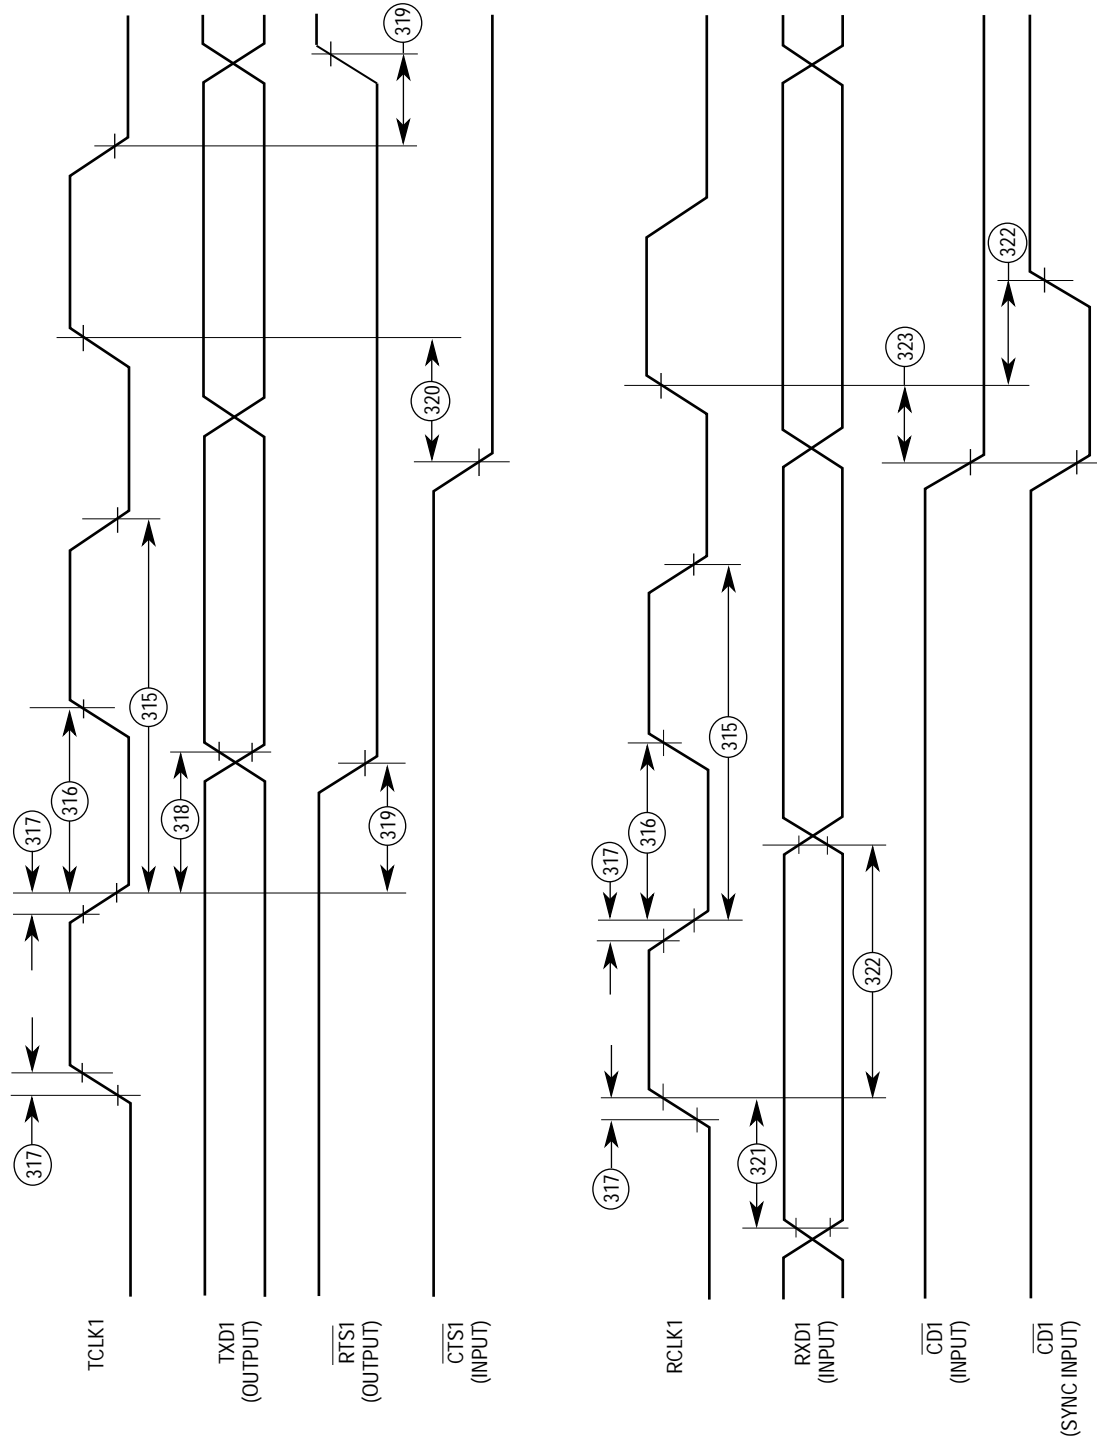 317
317
316
TCLK1
315
318
TXD1
(OUTPUT)
RTS1
(OUTPUT)
319
319
320
CTS1
(INPUT)
317
317
316
RCLK1
315
321
RXD1
(INPUT)
322
323
CD1
(INPUT)
322
CD1
(SYNC INPUT)